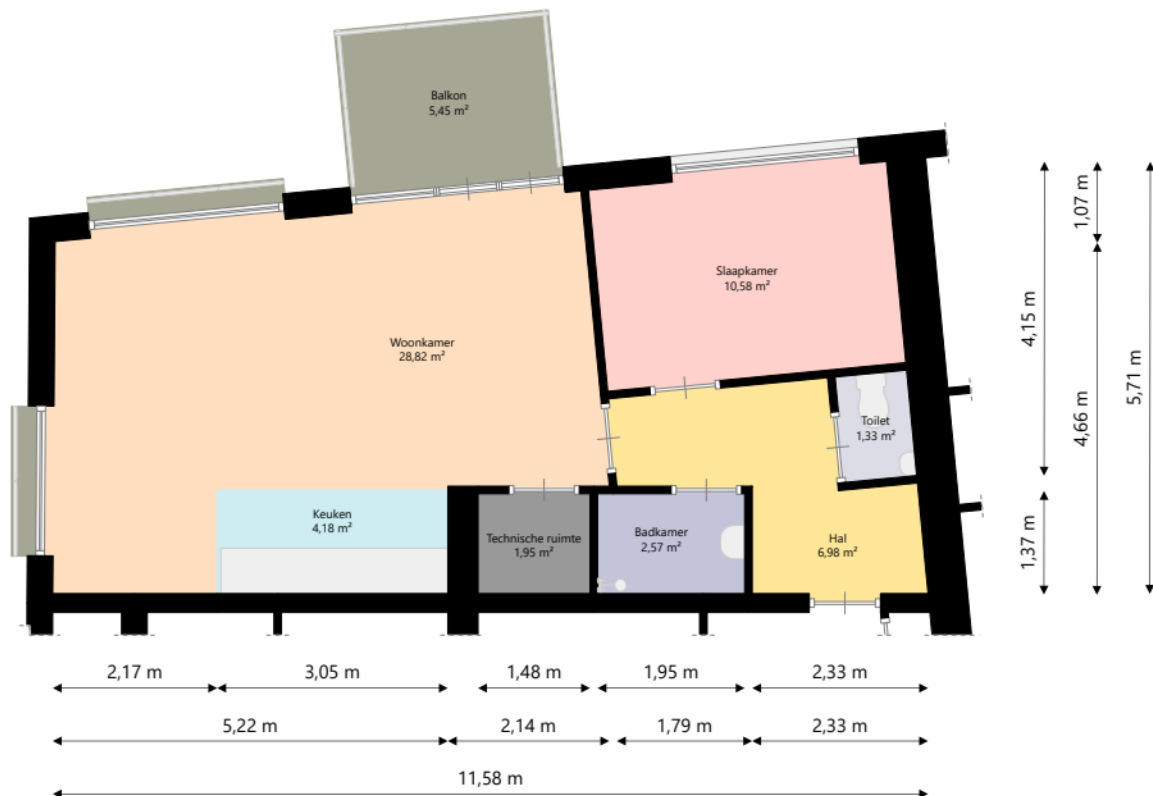 Balkon
5,45 m²
Slaapkamer
10,58 m²
Woonkamer
28,82 m²
Toilet
1,33 m²
Keuken
4,18 m²
Technische ruimte
1,95 m²
Badkamer
2,57 m²
Hal
6,98 m²
1,07 m
4,15 m
5,71 m
4,66 m
1,37 m
2,17 m
3,05 m
1,48 m
1,95 m
2,33 m
5,22 m
2,14 m
1,79 m
2,33 m
11,58 m